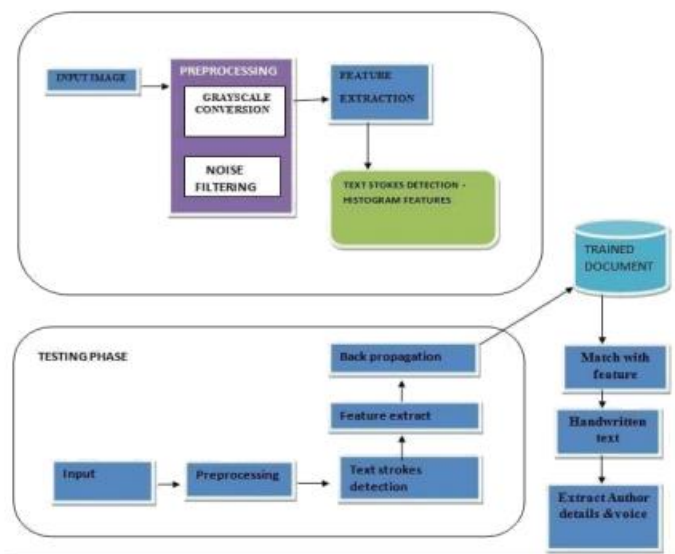 INPUT IMAGE
PREPROCESSING
GRAYSCALE
CONVERSION
NOISE
FILTERING
FEATURE
EXTRACTION
TEXT STOKES DETECTION -
HISTOGRAM FEATURES
TRAINED
DOCUMENT
TESTING PHASE
Back propagation
Feature extract
Input
Preprocessing
Text strokes
detection
Match with
feature
Handwritten
text
Extract Author
details &voice